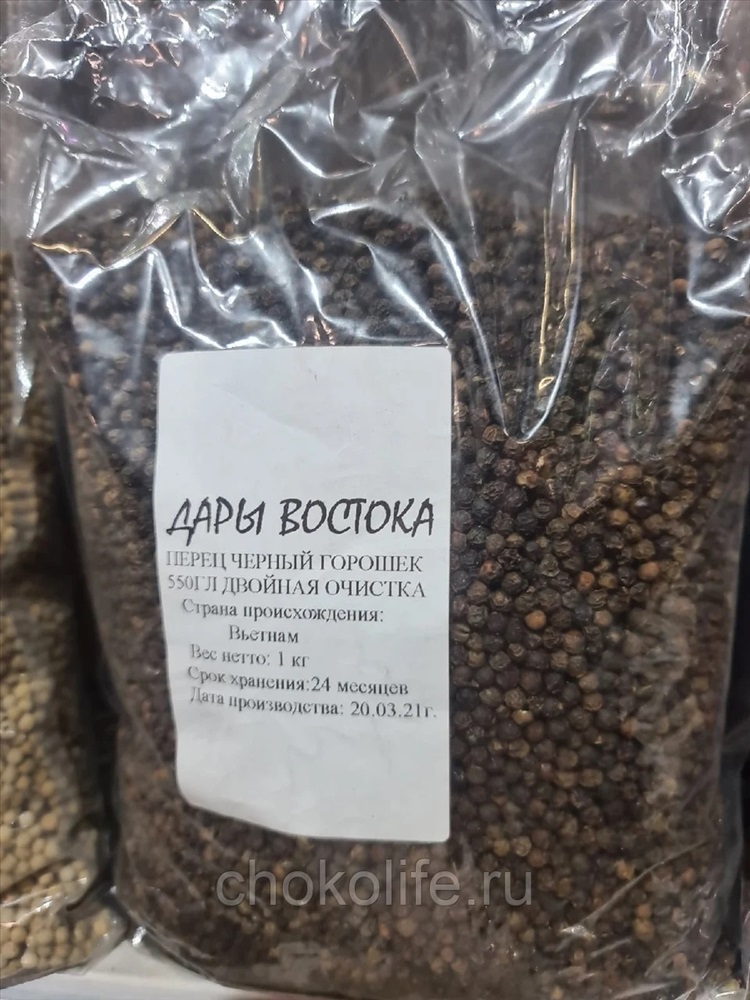 ДАРЫ ВОСТОКА
ПЕРЕЦ ЧЕРНЫЙ ГОРОШЕК
550ГЛ ДВОЙНАЯ ОЧИСТКА
Страна происхождения:
Вьетнам
Вес нетто: 1 кг
Срок хранения:24 месяцев
Дата производства: 20.03.21г.
chokolife.ru